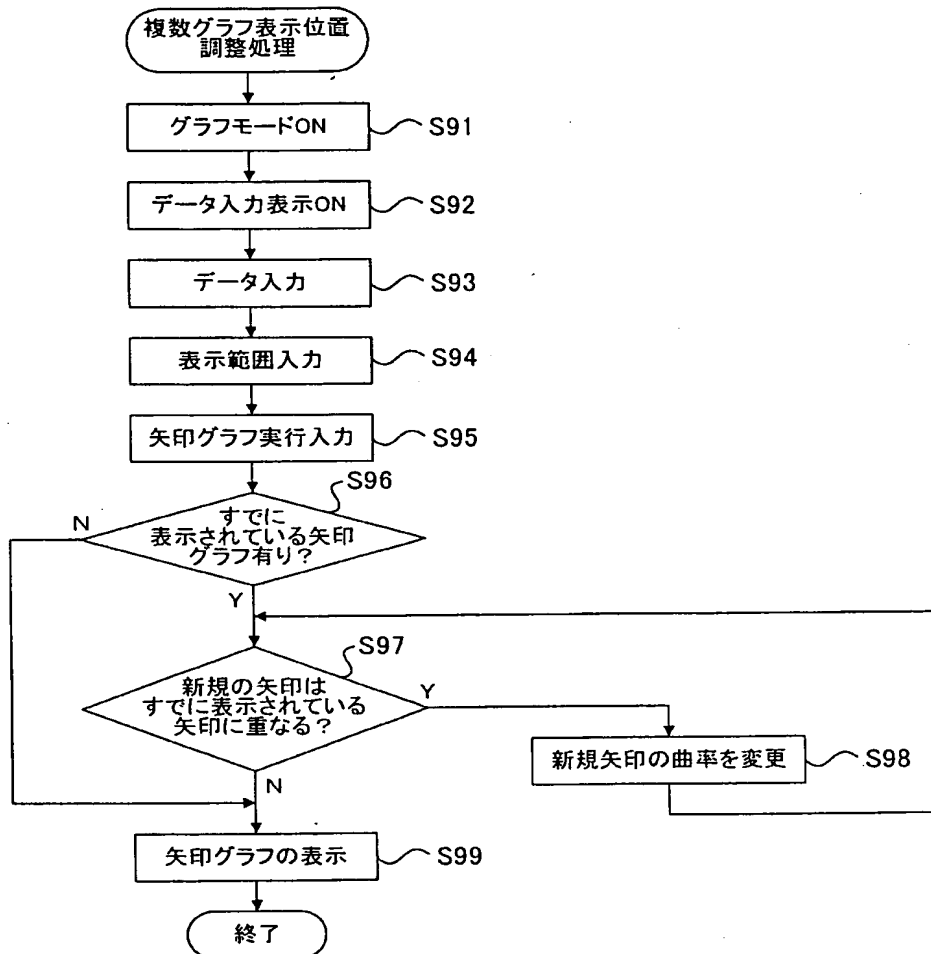 複数グラフ表示位置
調整処理
グラフモードON
S91
データ入力表示ON
S92
データ入力
S93
表示範囲入力
S94
矢印グラフ実行入力
S95
S96
N
すでに
表示されている矢印
グラフ有り?
Y
S97
新規の矢印は
すでに表示されている
矢印に重なる?
Y
新規矢印の曲率を変更
S98
N
矢印グラフの表示
S99
終了